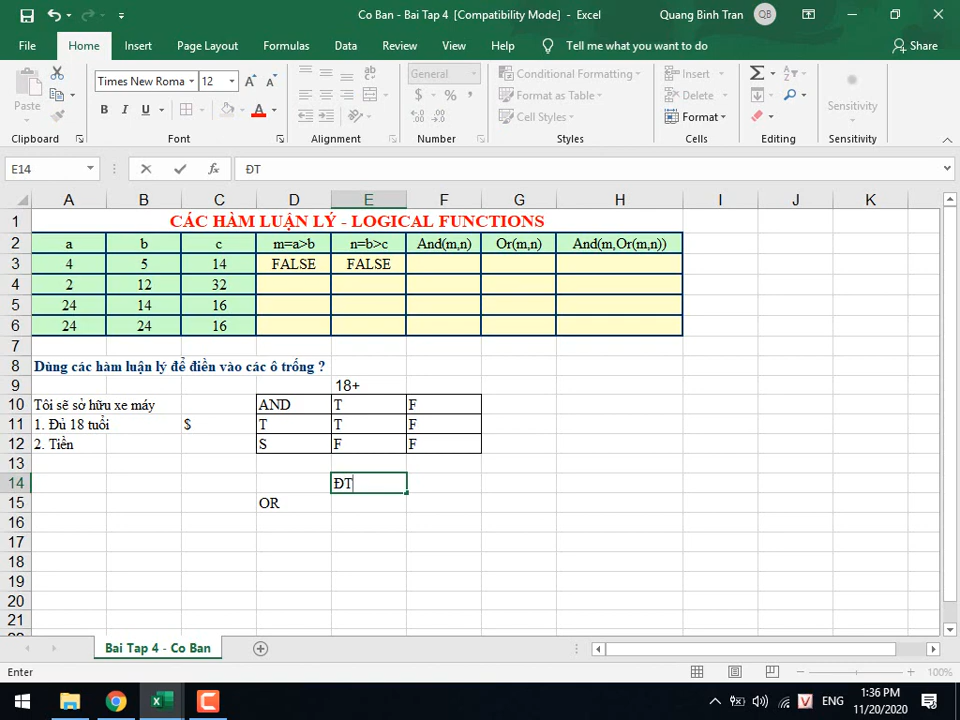 Co Ban - Bai Tap 4 [Compatibility Mode] - Excel
Quang Binh Tran QB
File Home Insert Page Layout Formulas Data Review View Help Tell me what you want to do Share
Paste
Clipboard
Times New Roma 12
B I U A
Font
ab
Alignment
General
$ % ,
Number
Conditional Formatting
Format as Table
Cell Styles
Styles
Insert
Delete
Format
Cells
Editing
Sensitivity
Sensitivity
E14 fx ĐT
A B C D E F G H I J K
1 CÁC HÀM LUẬN LÝ - LOGICAL FUNCTIONS
2 a b c m=a>b n=b>c And(m,n) Or(m,n) And(m,Or(m,n))
3 4 5 14 FALSE FALSE
4 2 12 32
5 24 14 16
6 24 24 16
7
8 Dùng các hàm luận lý để điền vào các ô trống ?
9 18+
10 Tôi sẽ sở hữu xe máy AND T F
11 1. Đủ 18 tuổi $ T T F
12 2. Tiền S F F
13
14 ĐT
15 OR
16
17
18
19
20
21
Bai Tap 4 - Co Ban
Enter 100%
ENG 1:36 PM
11/20/2020